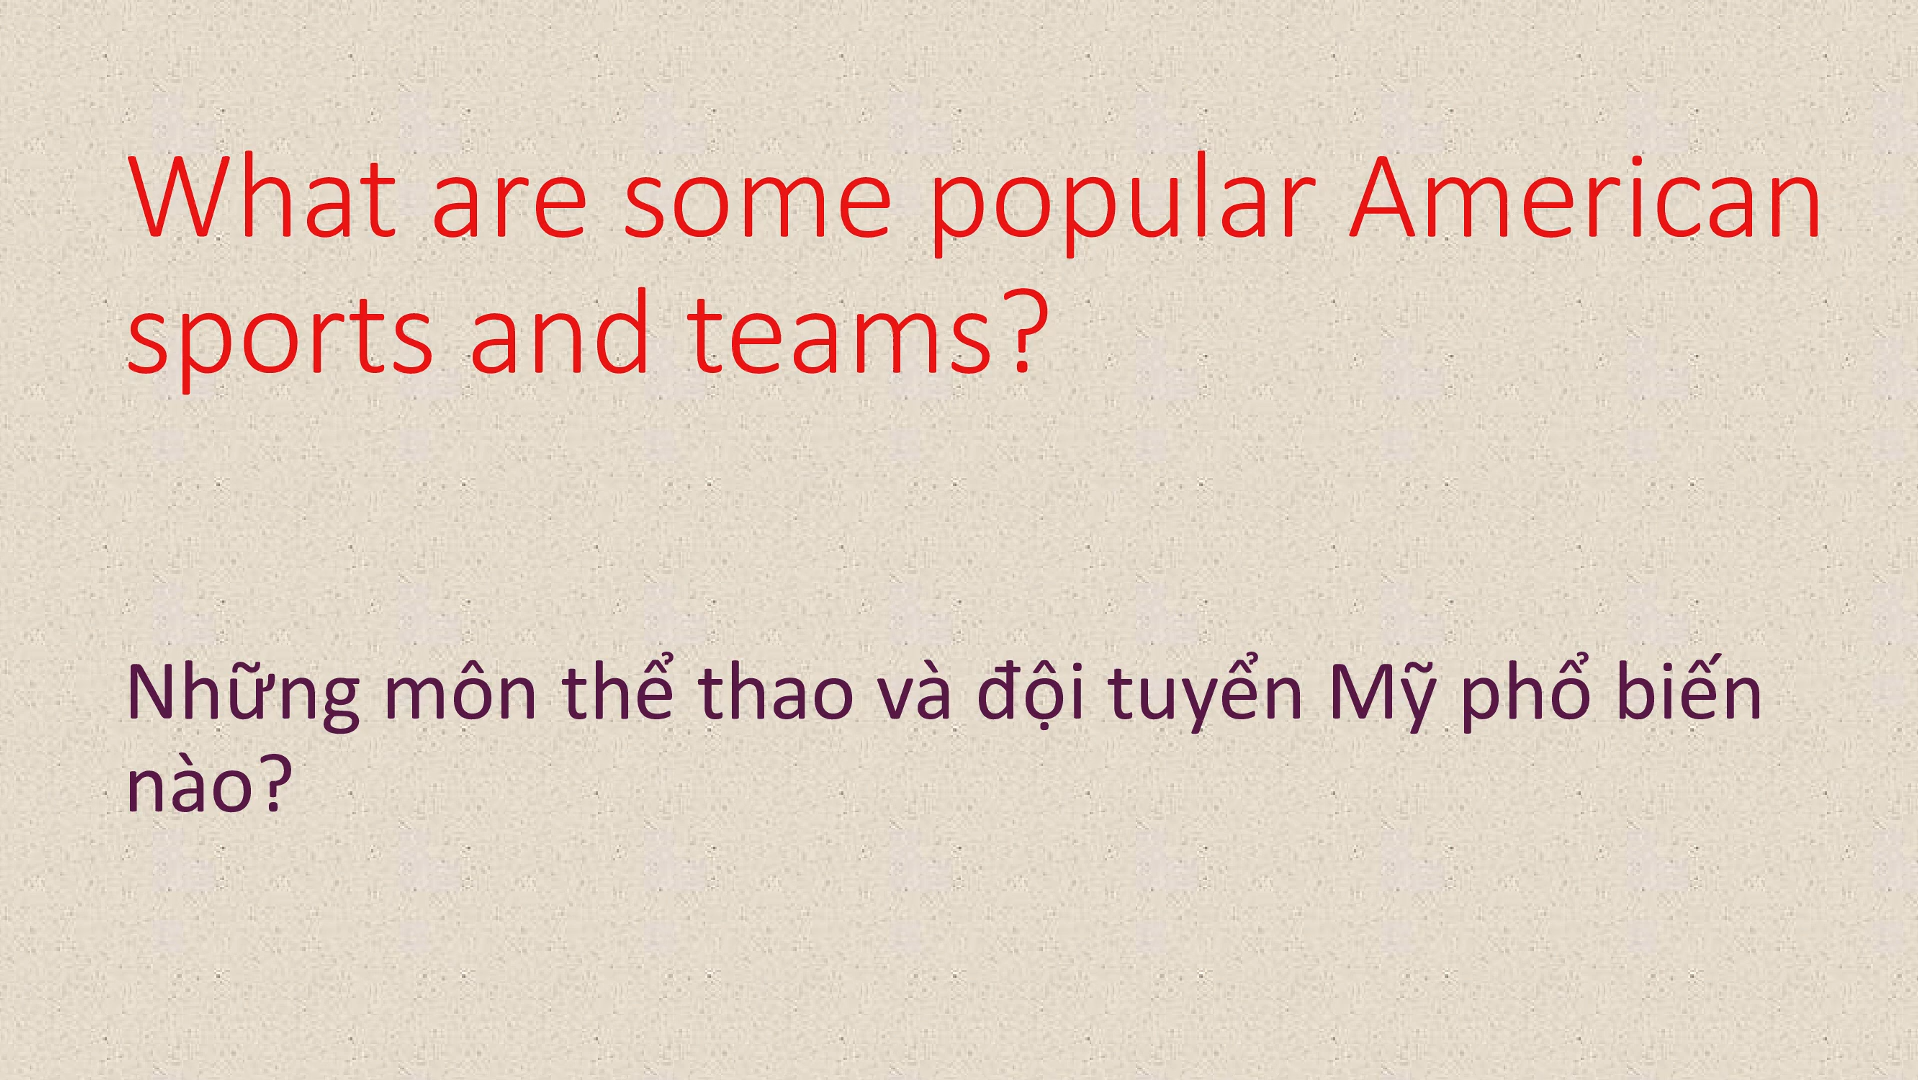 What are some popular American
sports and teams?
Những môn thể thao và đội tuyển Mỹ phổ biến
nào?